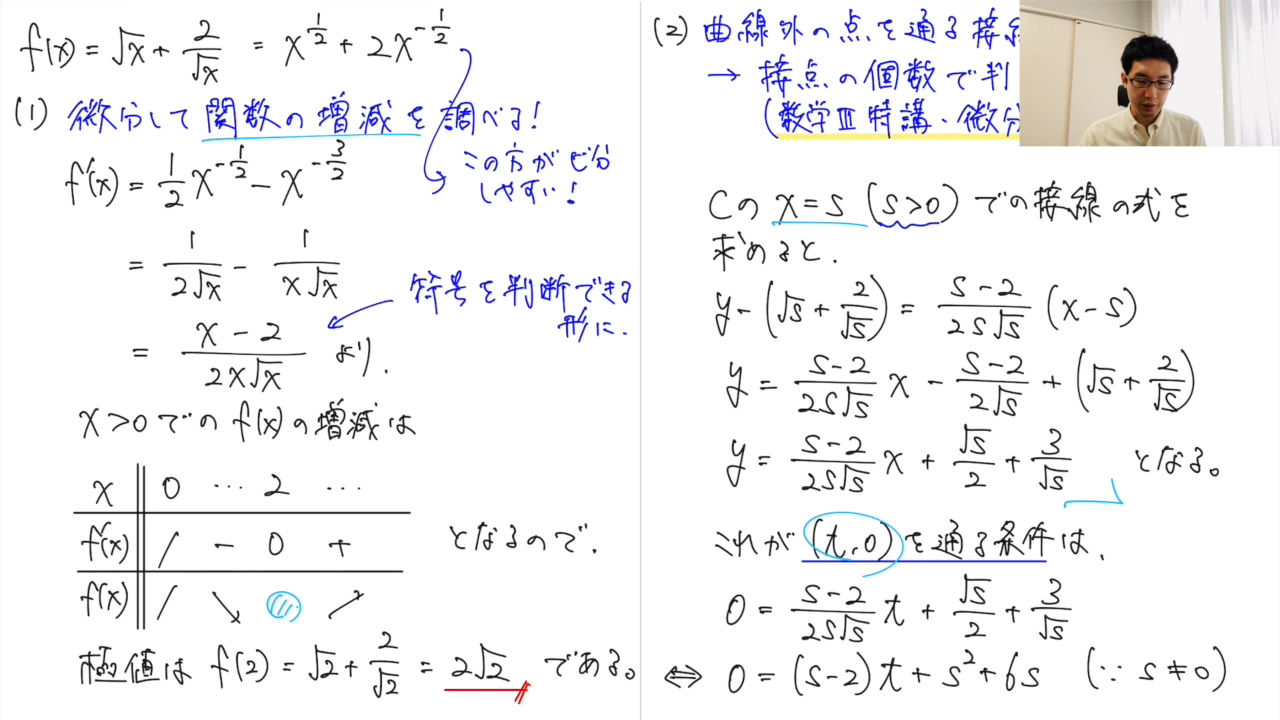 f(x) = √x + 2/√x = x^{1/2} + 2x^{-1/2}
(1) 微分して関数の増減を調べる!
この方が微分
しやすい!
f'(x) = 1/2 x^{-1/2} - x^{-3/2}
= 1/(2√x) - 1/(x√x)
符号を判断できる
形に.
= (x-2)/(2x√x) より.
x>0でのf(x)の増減は
x 0 … 2 …
f'(x) / - 0 +
f(x) / ↘ ↗
となるので.
極値は f(2) = √2 + 2/√2 = 2√2 である。
(2) 曲線外の点を通る接線
→ 接点の個数で判
(数学Ⅲ特講・微分
Cの x=s (s>0) での接線の式を
求めると.
y - (√s + 2/√s) = (s-2)/(2s√s) (x-s)
y = (s-2)/(2s√s) x - (s-2)/(2√s) + (√s + 2/√s)
y = (s-2)/(2s√s) x + √s/2 + 3/√s となる。
これが (t,0) を通る条件は.
0 = (s-2)/(2s√s) t + √s/2 + 3/√s
⇔ 0 = (s-2)t + s²+6s (∵ s≠0)